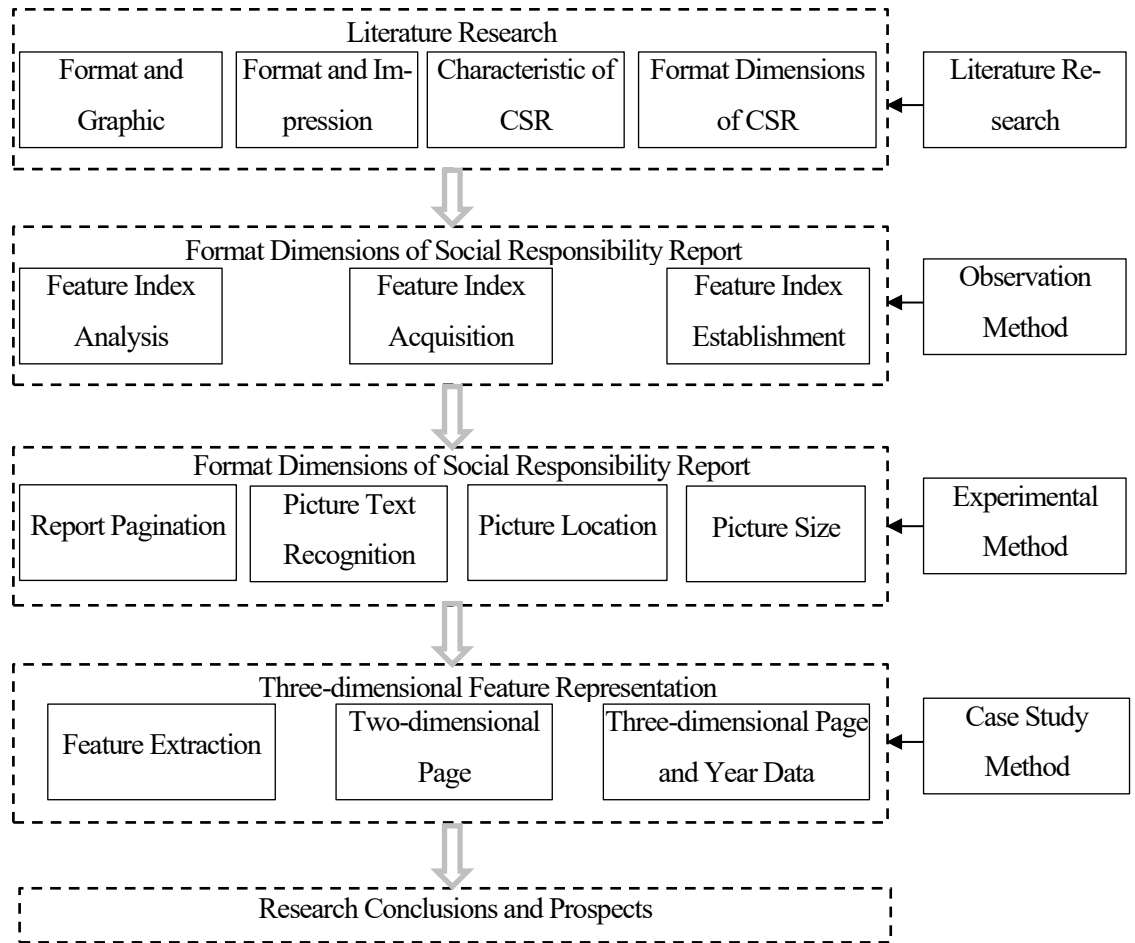 Literature Research
Format and
Graphic
Format and Im-
pression
Characteristic of
CSR
Format Dimensions
of CSR
Literature Re-
search
Format Dimensions of Social Responsibility Report
Feature Index
Analysis
Feature Index
Acquisition
Feature Index
Establishment
Observation
Method
Format Dimensions of Social Responsibility Report
Report Pagination
Picture Text
Recognition
Picture Location
Picture Size
Experimental
Method
Three-dimensional Feature Representation
Feature Extraction
Two-dimensional
Page
Three-dimensional Page
and Year Data
Case Study
Method
Research Conclusions and Prospects